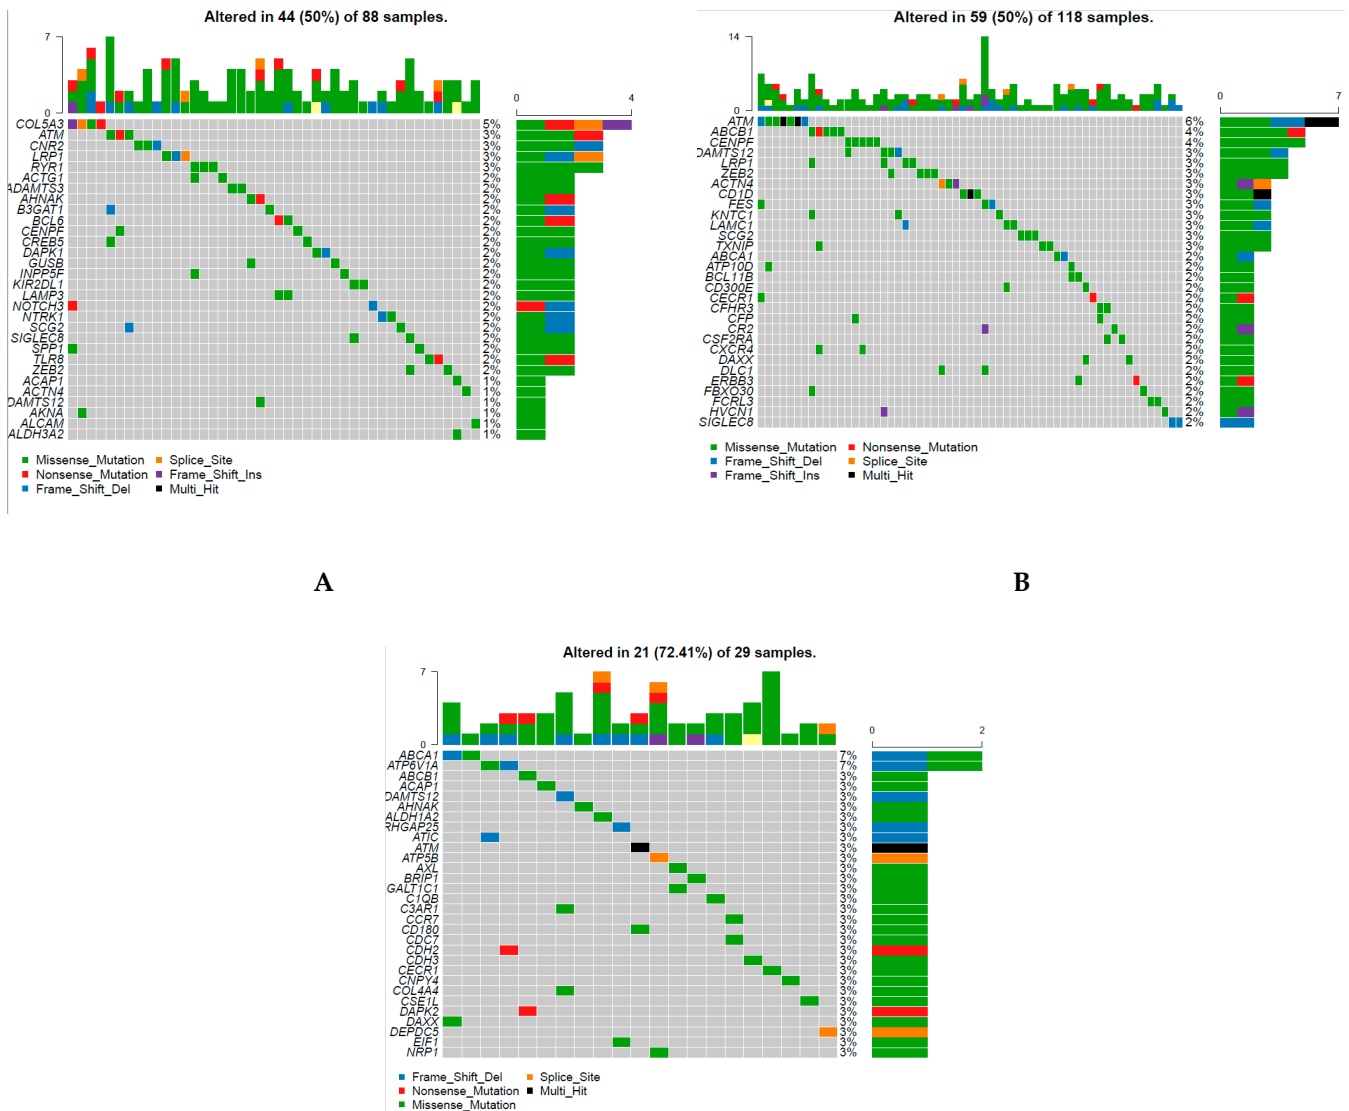 Altered in 44 (50%) of 88 samples.
7
0
0 4
COL5A3 5%
ATM 3%
CNR2 3%
LRP1 3%
RYR1 3%
ACTG1 2%
ADAMTS3 2%
AHNAK 2%
B3GAT1 2%
BCL6 2%
CENPF 2%
CREB5 2%
DAPK1 2%
GUSB 2%
INPP5F 2%
KIR2DL1 2%
LAMP3 2%
NOTCH3 2%
NTRK1 2%
SCG2 2%
SIGLEC8 2%
SPP1 2%
TLR8 2%
ZEB2 2%
ACAP1 1%
ACTN4 1%
DAMTS12 1%
AKNA 1%
ALCAM 1%
ALDH3A2 1%
Missense_Mutation Splice_Site
Nonsense_Mutation Frame_Shift_Ins
Frame_Shift_Del Multi_Hit
A
Altered in 59 (50%) of 118 samples.
14
0
0 7
ATM 6%
ABCB1 4%
CENPF 4%
DAMTS12 3%
LRP1 3%
ZEB2 3%
ACTN4 3%
CD1D 3%
FES 3%
KNTC1 3%
LAMC1 3%
SCG2 3%
TXNIP 3%
ABCA1 2%
ATP10D 2%
BCL11B 2%
CD300E 2%
CECR1 2%
CFHR3 2%
CFP 2%
CR2 2%
CSF2RA 2%
CXCR4 2%
DAXX 2%
DLC1 2%
ERBB3 2%
FBXO30 2%
FCRL3 2%
HVCN1 2%
SIGLEC8 2%
Missense_Mutation Nonsense_Mutation
Frame_Shift_Del Splice_Site
Frame_Shift_Ins Multi_Hit
B
Altered in 21 (72.41%) of 29 samples.
7
0
0 2
ABCA1 7%
ATP6V1A 7%
ABCB1 3%
ACAP1 3%
DAMTS12 3%
AHNAK 3%
ALDH1A2 3%
RHGAP25 3%
ATIC 3%
ATM 3%
ATP5B 3%
AXL 3%
BRIP1 3%
GALT1C1 3%
C1QB 3%
C3AR1 3%
CCR7 3%
CD180 3%
CDC7 3%
CDH2 3%
CDH3 3%
CECR1 3%
CNPY4 3%
COL4A4 3%
CSE1L 3%
DAPK2 3%
DAXX 3%
DEPDC5 3%
EIF1 3%
NRP1 3%
Frame_Shift_Del Splice_Site
Nonsense_Mutation Multi_Hit
Missense_Mutation